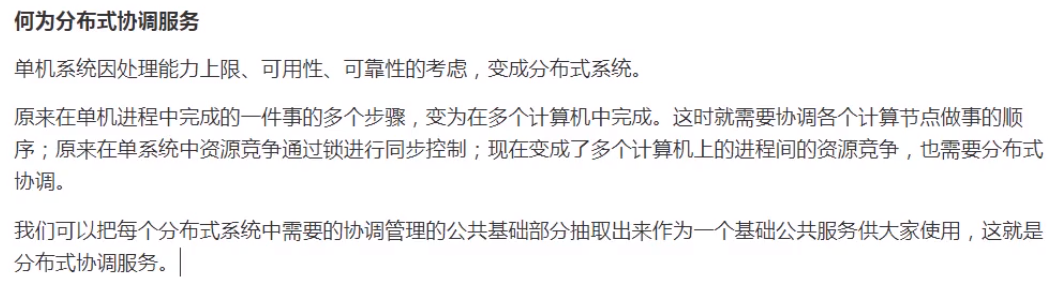 何为分布式协调服务
单机系统因处理能力上限、可用性、可靠性的考虑，变成分布式系统。
原来在单机进程中完成的一件事的多个步骤，变为在多个计算机中完成。这时就需要协调各个计算节点做事的顺
序；原来在单系统中资源竞争通过锁进行同步控制；现在变成了多个计算机上的进程间的资源竞争，也需要分布式
协调。
我们可以把每个分布式系统中需要的协调管理的公共基础部分抽取出来作为一个基础公共服务供大家使用，这就是
分布式协调服务。